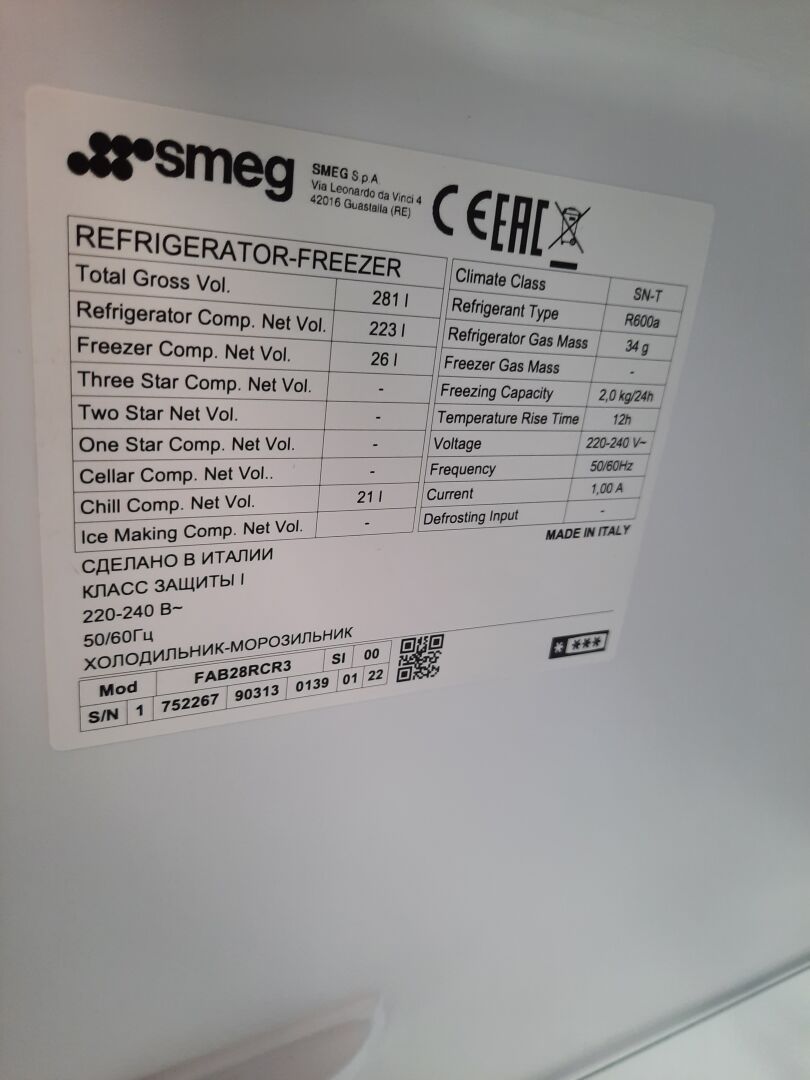 smeg
SMEG S.p.A.
Via Leonardo da Vinci 4
42016 Guastalla (RE)
CE EAC
REFRIGERATOR-FREEZER
Total Gross Vol. 281 l
Refrigerator Comp. Net Vol. 223 l
Freezer Comp. Net Vol. 26 l
Three Star Comp. Net Vol. -
Two Star Net Vol. -
One Star Comp. Net Vol. -
Cellar Comp. Net Vol.. -
Chill Comp. Net Vol. 21 l
Ice Making Comp. Net Vol. -
Climate Class SN-T
Refrigerant Type R600a
Refrigerator Gas Mass 34 g
Freezer Gas Mass -
Freezing Capacity 2,0 kg/24h
Temperature Rise Time 12h
Voltage 220-240 V~
Frequency 50/60Hz
Current 1,00 A
Defrosting Input -
MADE IN ITALY
СДЕЛАНО В ИТАЛИИ
КЛАСС ЗАЩИТЫ I
220-240 В~
50/60Гц
ХОЛОДИЛЬНИК-МОРОЗИЛЬНИК
Mod FAB28RCR3 SI 00
S/N 1 752267 90313 0139 01 22
* ***